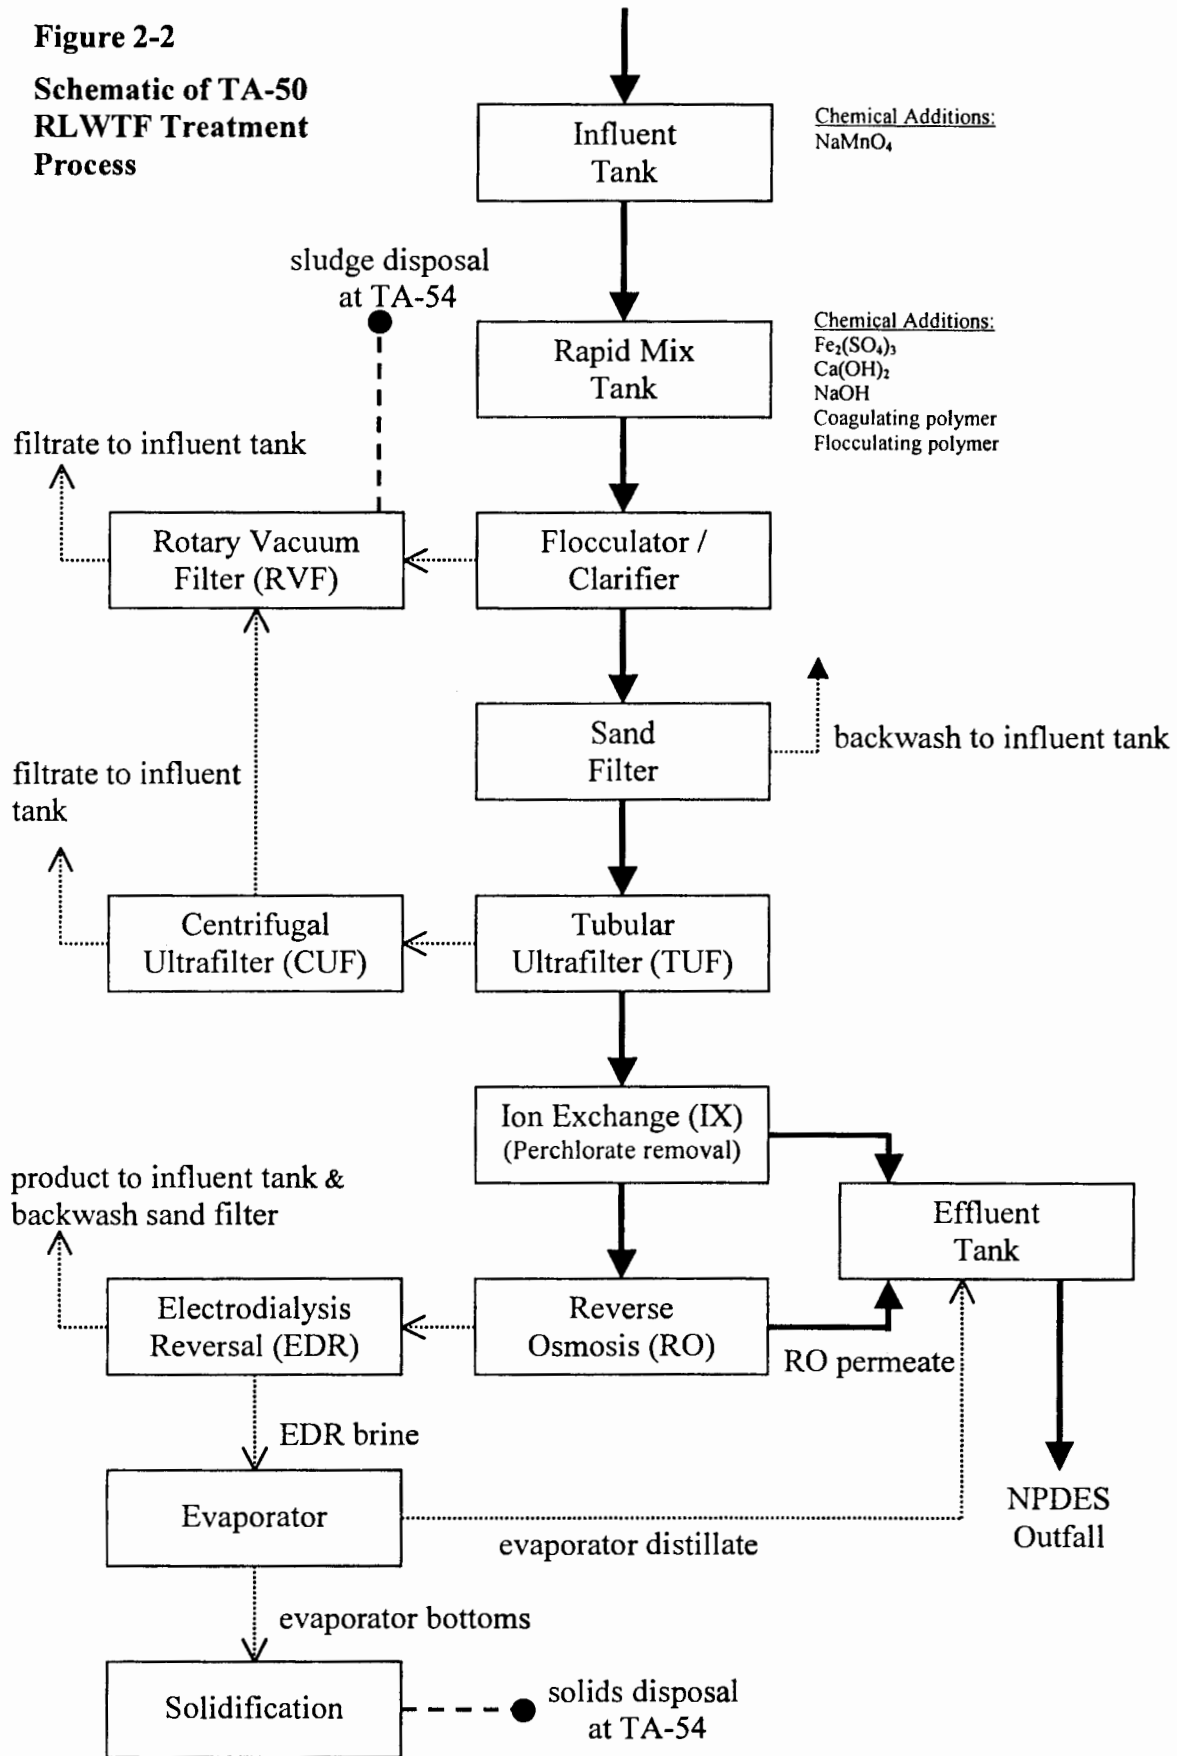 Figure 2-2
Schematic of TA-50
RLWTF Treatment
Process
Influent
Tank
Chemical Additions:
NaMnO₄
sludge disposal
at TA-54
Rapid Mix
Tank
Chemical Additions:
Fe₂(SO₄)₃
Ca(OH)₂
NaOH
Coagulating polymer
Flocculating polymer
filtrate to influent tank
Rotary Vacuum
Filter (RVF)
Flocculator /
Clarifier
Sand
Filter
backwash to influent tank
filtrate to influent
tank
Centrifugal
Ultrafilter (CUF)
Tubular
Ultrafilter (TUF)
Ion Exchange (IX)
(Perchlorate removal)
product to influent tank &
backwash sand filter
Effluent
Tank
Electrodialysis
Reversal (EDR)
Reverse
Osmosis (RO)
RO permeate
EDR brine
Evaporator
evaporator distillate
NPDES
Outfall
evaporator bottoms
Solidification
solids disposal
at TA-54